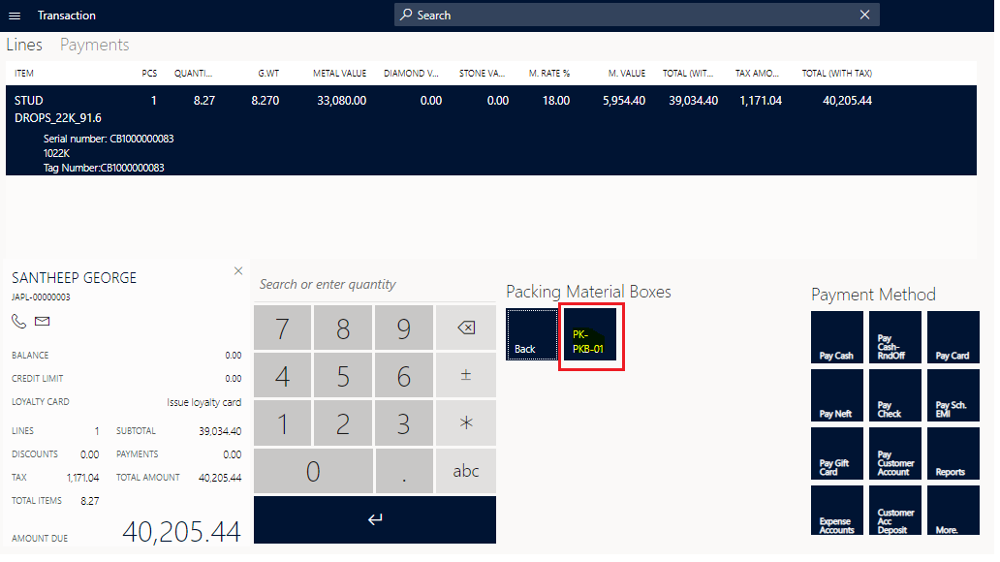 Transaction
Search
Lines Payments
ITEM PCS QUANTI... G.WT METAL VALUE DIAMOND V... STONE VA... M. RATE % M. VALUE TOTAL (WIT... TAX AMO... TOTAL (WITH TAX)
STUD 1 8.27 8.270 33,080.00 0.00 0.00 18.00 5,954.40 39,034.40 1,171.04 40,205.44
DROPS_22K_91.6
Serial number: CB1000000083
1022K
Tag Number:CB1000000083
SANTHEEP GEORGE
JAPL-00000003
BALANCE 0.00
CREDIT LIMIT 0.00
LOYALTY CARD Issue loyalty card
LINES 1 SUBTOTAL 39,034.40
DISCOUNTS 0.00 PAYMENTS 0.00
TAX 1,171.04 TOTAL AMOUNT 40,205.44
TOTAL ITEMS 8.27
AMOUNT DUE 40,205.44
Search or enter quantity
7 8 9
4 5 6 ±
1 2 3 *
0 . abc
Packing Material Boxes
Back
PK-
PKB-01
Payment Method
Pay Cash
Pay
Cash-
RndOff
Pay Card
Pay Neft
Pay
Check
Pay Sch.
EMI
Pay Gift
Card
Pay
Customer
Account
Reports
Expense
Accounts
Customer
Acc
Deposit
More.